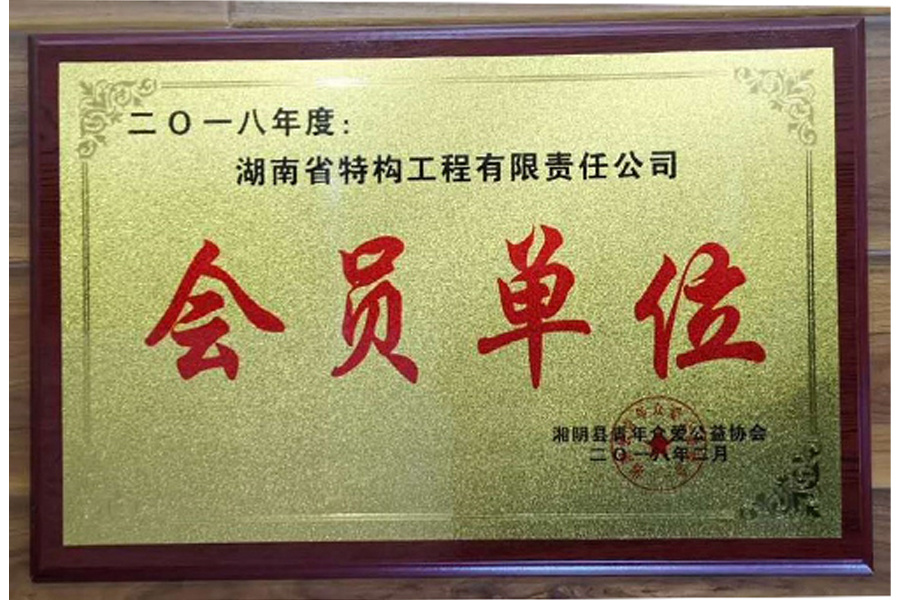 二〇一八年度:
湖南省特构工程有限责任公司
会员单位
湘阴县青年众爱公益协会
二〇一八年二月